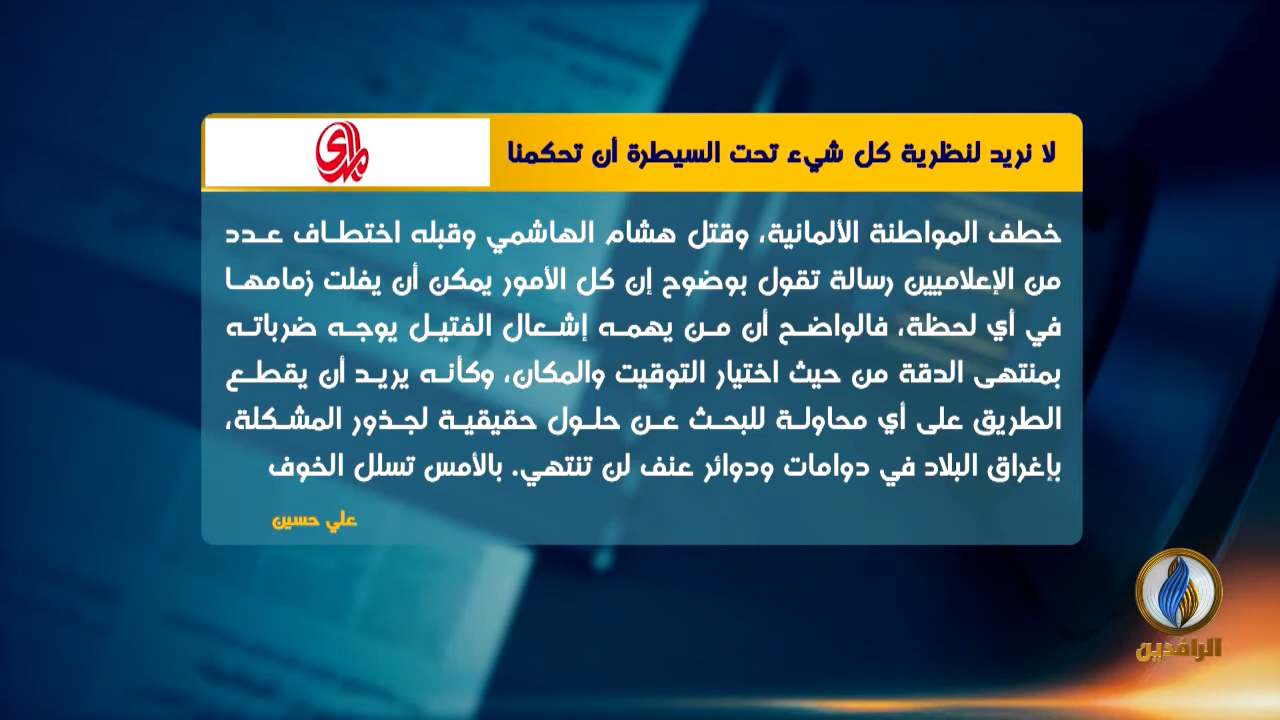 لا نريد لنظرية كل شيء تحت السيطرة أن تحكمنا
المدى
خطف المواطنة الألمانية، وقتل هشام الهاشمي وقبله اختطاف عدد
من الإعلاميين رسالة تقول بوضوح إن كل الأمور يمكن أن يفلت زمامها
في أي لحظة، فالواضح أن من يهمه إشعال الفتيل يوجه ضرباته
بمنتهى الدقة من حيث اختيار التوقيت والمكان، وكأنه يريد أن يقطع
الطريق على أي محاولة للبحث عن حلول حقيقية لجذور المشكلة،
بإغراق البلاد في دوامات ودوائر عنف لن تنتهي. بالأمس تسلل الخوف
علي حسين
الرافدين